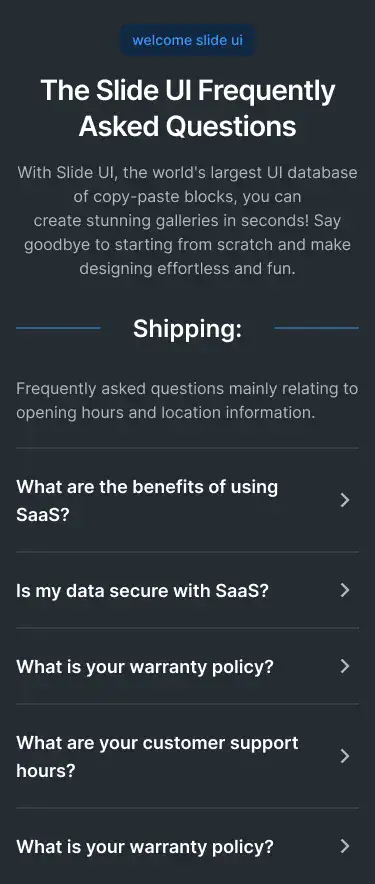 welcome slide ui
The Slide UI Frequently
Asked Questions
With Slide UI, the world's largest UI database
of copy-paste blocks, you can
create stunning galleries in seconds! Say
goodbye to starting from scratch and make
designing effortless and fun.
Shipping:
Frequently asked questions mainly relating to
opening hours and location information.
What are the benefits of using
SaaS?
Is my data secure with SaaS?
What is your warranty policy?
What are your customer support
hours?
What is your warranty policy?